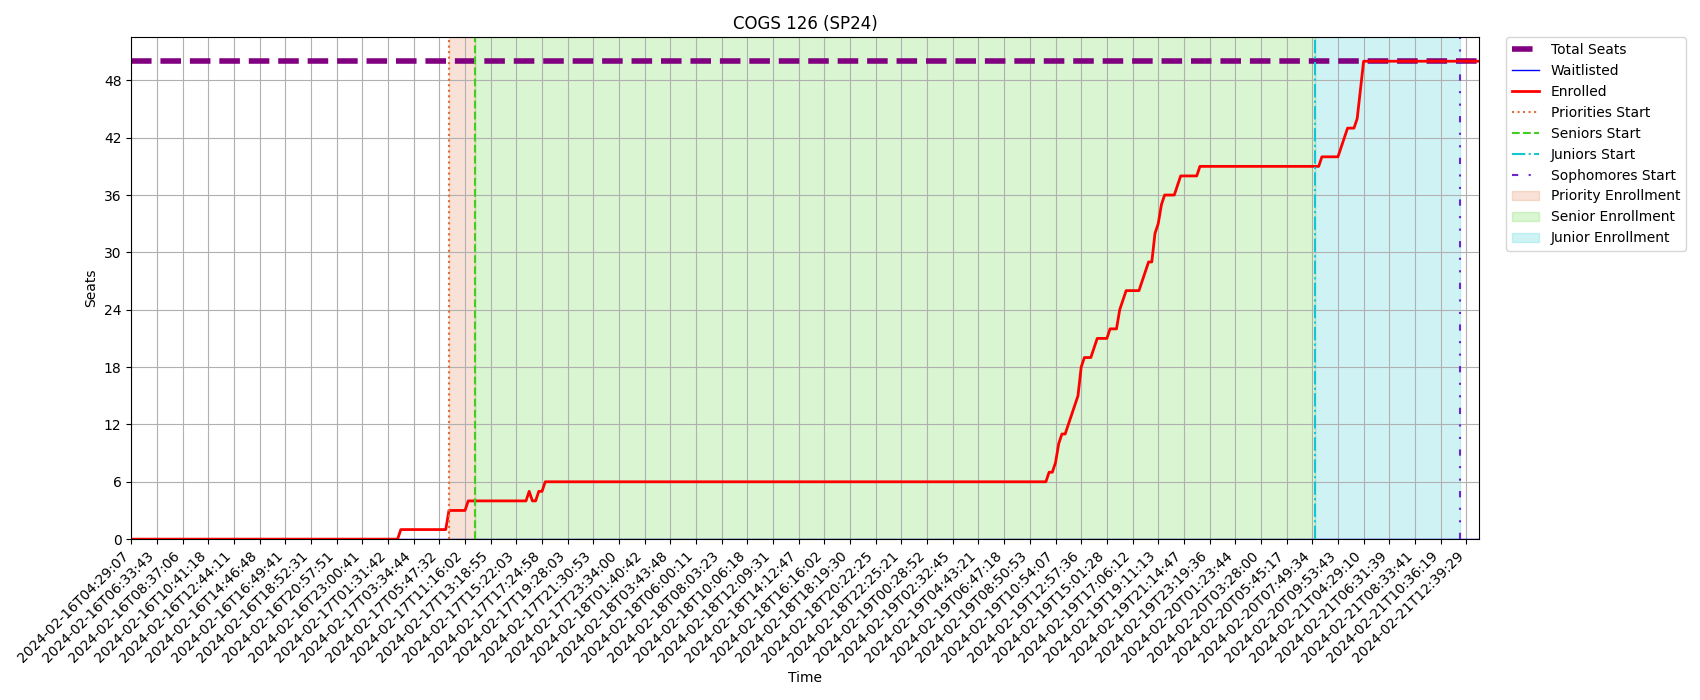 COGS 126 (SP24)
Total Seats
Waitlisted
Enrolled
Priorities Start
Seniors Start
Juniors Start
Sophomores Start
Priority Enrollment
Senior Enrollment
Junior Enrollment
Seats
48
42
36
30
24
18
12
6
0
2024-02-16T04:29:07
2024-02-16T06:33:43
2024-02-16T08:37:06
2024-02-16T10:41:18
2024-02-16T12:44:11
2024-02-16T14:46:48
2024-02-16T16:49:41
2024-02-16T18:52:31
2024-02-16T20:57:51
2024-02-16T23:00:41
2024-02-17T01:31:42
2024-02-17T03:34:44
2024-02-17T05:47:32
2024-02-17T11:16:02
2024-02-17T13:18:55
2024-02-17T15:22:03
2024-02-17T17:24:58
2024-02-17T19:28:03
2024-02-17T21:30:53
2024-02-17T23:34:00
2024-02-18T01:40:42
2024-02-18T03:43:48
2024-02-18T06:00:11
2024-02-18T08:03:23
2024-02-18T10:06:18
2024-02-18T12:09:31
2024-02-18T14:12:47
2024-02-18T16:16:02
2024-02-18T18:19:30
2024-02-18T20:22:25
2024-02-18T22:25:21
2024-02-19T00:28:52
2024-02-19T02:32:45
2024-02-19T04:43:21
2024-02-19T06:47:18
2024-02-19T08:50:53
2024-02-19T10:54:07
2024-02-19T12:57:36
2024-02-19T15:01:28
2024-02-19T17:06:12
2024-02-19T19:11:13
2024-02-19T21:14:47
2024-02-19T23:19:36
2024-02-20T01:23:44
2024-02-20T03:28:00
2024-02-20T05:45:17
2024-02-20T07:49:34
2024-02-20T09:53:43
2024-02-21T04:29:10
2024-02-21T06:31:39
2024-02-21T08:33:41
2024-02-21T10:36:19
2024-02-21T12:39:29
Time